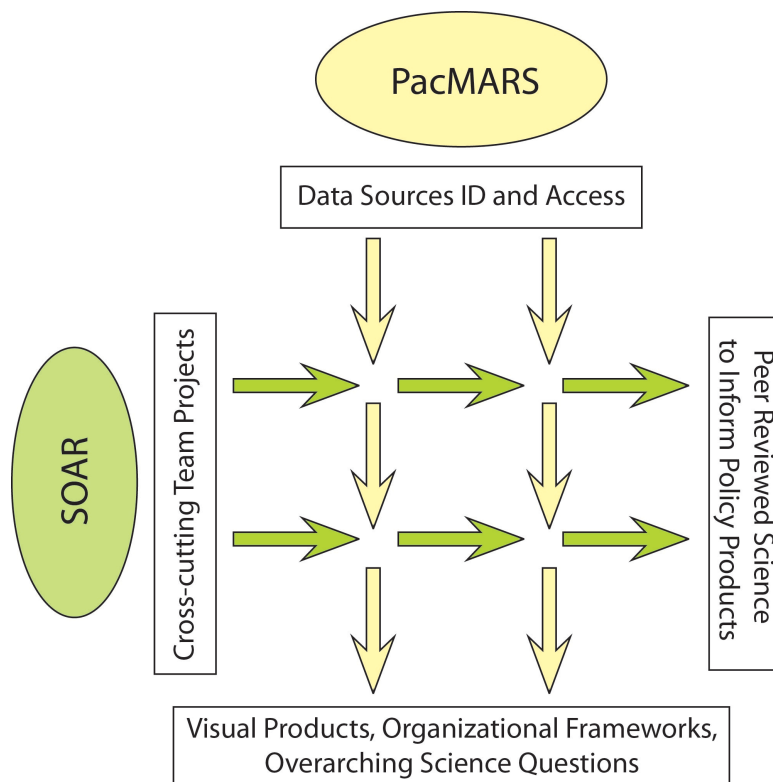 PacMARS
Data Sources ID and Access
SOAR
Cross-cutting Team Projects
Peer Reviewed Science
to Inform Policy Products
Visual Products, Organizational Frameworks,
Overarching Science Questions